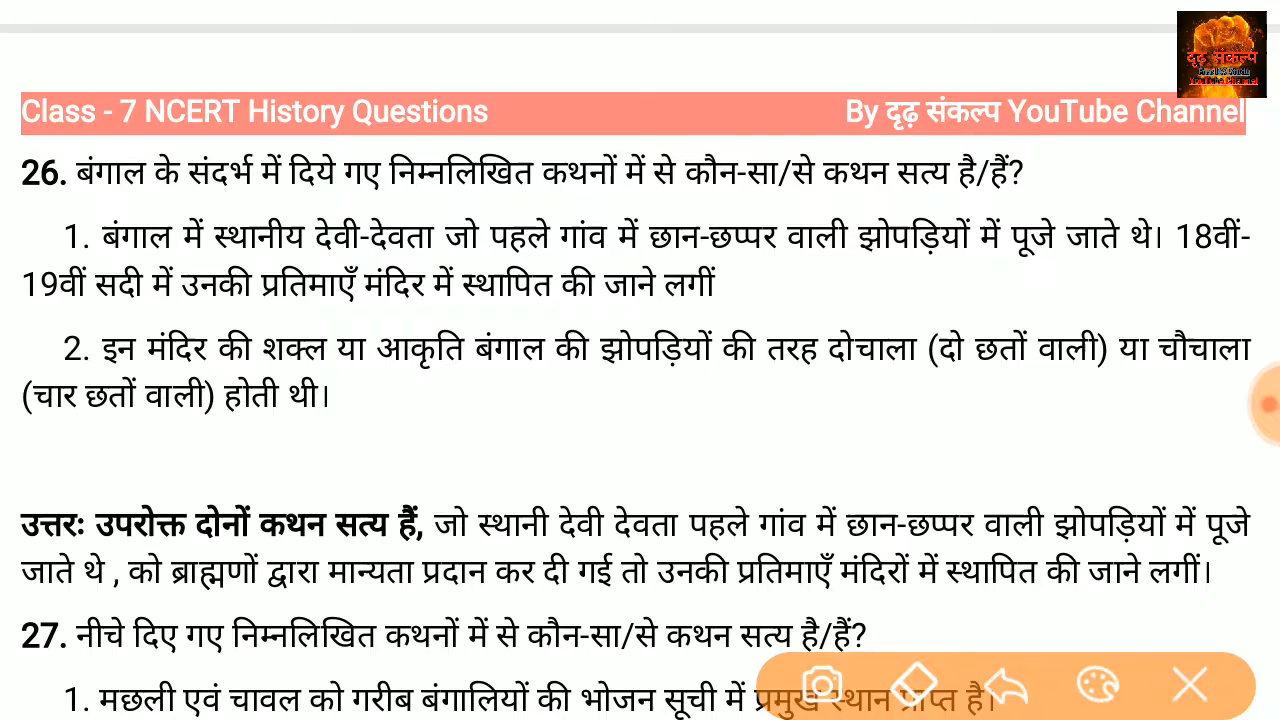 दृढ़ संकल्प
Class - 7 NCERT History Questions By दृढ़ संकल्प YouTube Channel
26. बंगाल के संदर्भ में दिये गए निम्नलिखित कथनों में से कौन-सा/से कथन सत्य है/हैं?
1. बंगाल में स्थानीय देवी-देवता जो पहले गांव में छान-छप्पर वाली झोपड़ियों में पूजे जाते थे। 18वीं-
19वीं सदी में उनकी प्रतिमाएँ मंदिर में स्थापित की जाने लगीं
2. इन मंदिर की शक्ल या आकृति बंगाल की झोपड़ियों की तरह दोचाला (दो छतों वाली) या चौचाला
(चार छतों वाली) होती थी।
उत्तरः उपरोक्त दोनों कथन सत्य हैं, जो स्थानी देवी देवता पहले गांव में छान-छप्पर वाली झोपड़ियों में पूजे
जाते थे , को ब्राह्मणों द्वारा मान्यता प्रदान कर दी गई तो उनकी प्रतिमाएँ मंदिरों में स्थापित की जाने लगीं।
27. नीचे दिए गए निम्नलिखित कथनों में से कौन-सा/से कथन सत्य है/हैं?
1. मछली एवं चावल को गरीब बंगालियों की भोजन सूची में प्रमुख स्थान प्राप्त है।